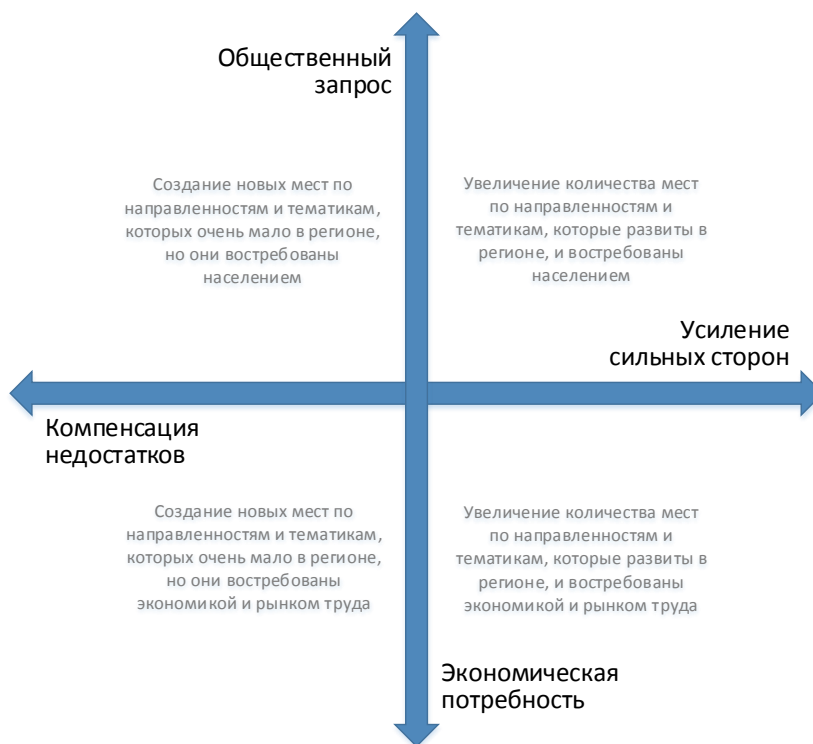 Общественный
запрос
Создание новых мест по
направленностям и тематикам,
которых очень мало в регионе,
но они востребованы
населением
Увеличение количества мест
по направленностям и
тематикам, которые развиты в
регионе, и востребованы
населением
Усиление
сильных сторон
Компенсация
недостатков
Создание новых мест по
направленностям и тематикам,
которых очень мало в регионе,
но они востребованы
экономикой и рынком труда
Увеличение количества мест
по направленностям и
тематикам, которые развиты в
регионе, и востребованы
экономикой и рынком труда
Экономическая
потребность